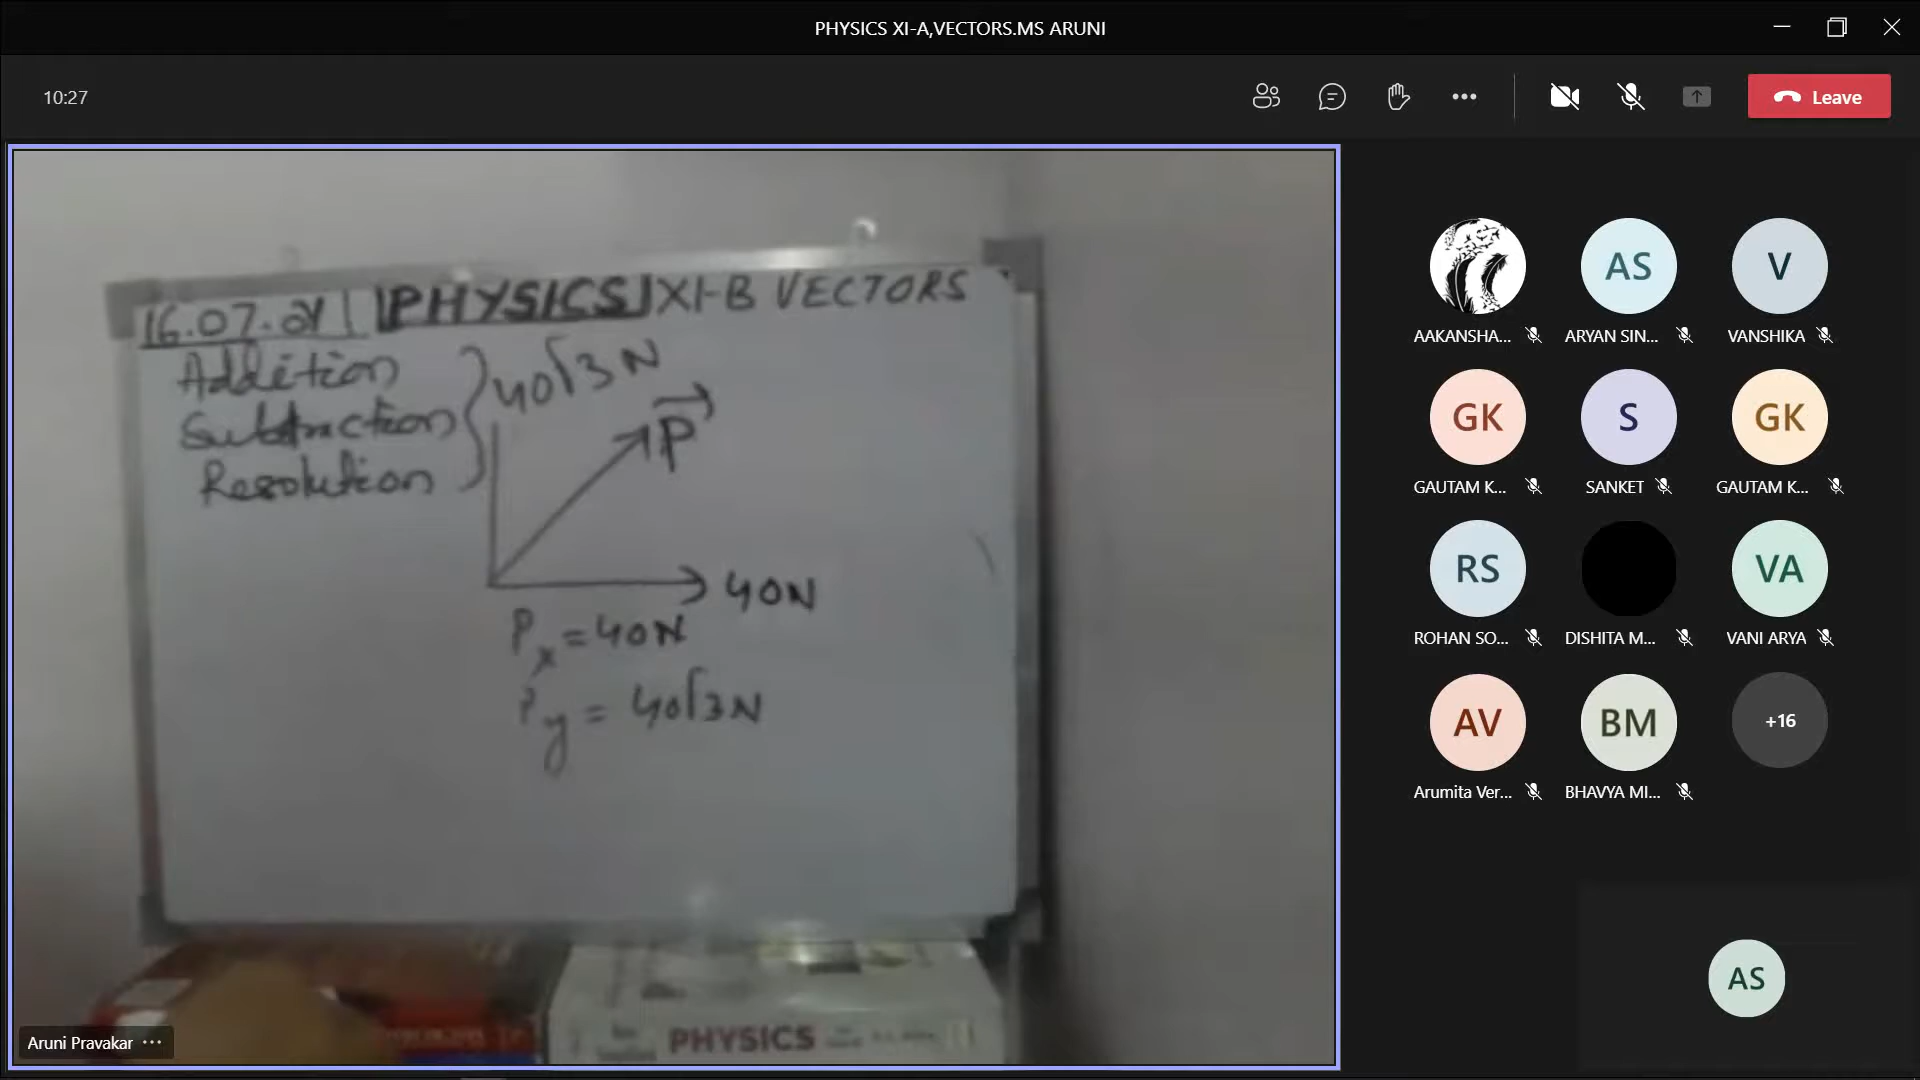 PHYSICS XI-A,VECTORS.MS ARUNI
10:27
Leave
16.07.21 PHYSICS XI-B VECTORS
Addition
Subtraction
Resolution
40√3 N
P
40N
Px = 40N
Py = 40√3N
PHYSICS
Aruni Pravakar
AAKANSHA...
AS
ARYAN SIN...
V
VANSHIKA
GK
GAUTAM K...
S
SANKET
GK
GAUTAM K...
RS
ROHAN SO...
DISHITA M...
VA
VANI ARYA
AV
Arumita Ver...
BM
BHAVYA MI...
+16
AS